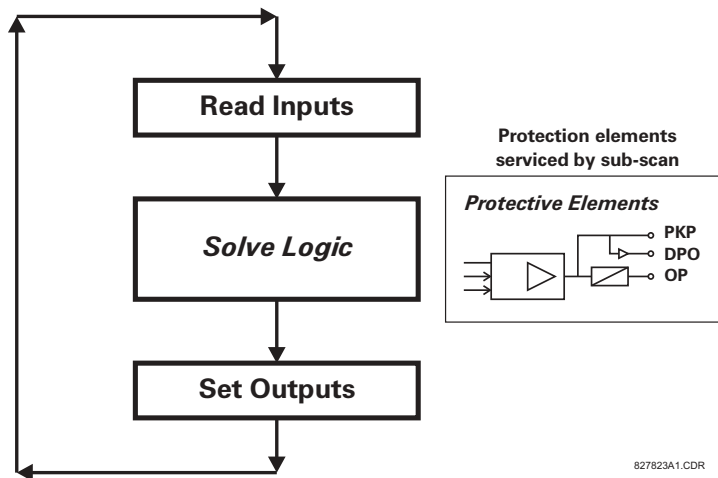 Read Inputs
Protection elements
serviced by sub-scan
Protective Elements
PKP
DPO
OP
Solve Logic
Set Outputs
827823A1.CDR